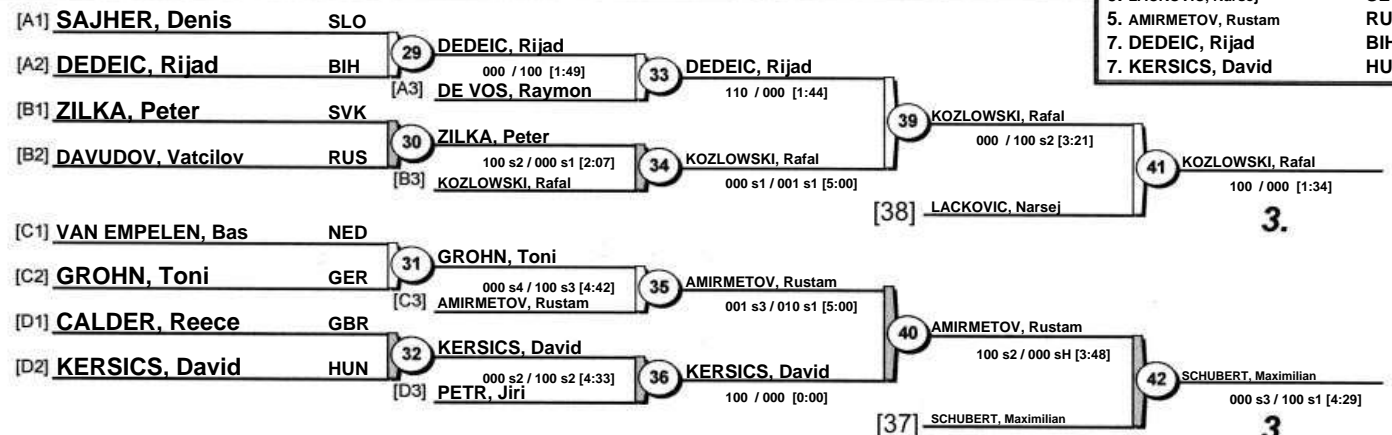 [A1] SAJHER, Denis SLO
[A2] DEDEIC, Rijad BIH
[B1] ZILKA, Peter SVK
[B2] DAVUDOV, Vatcilov RUS
[C1] VAN EMPELEN, Bas NED
[C2] GROHN, Toni GER
[D1] CALDER, Reece GBR
[D2] KERSICS, David HUN
29
DEDEIC, Rijad
000 / 100 [1:49]
[A3] DE VOS, Raymon
30
ZILKA, Peter
100 s2 / 000 s1 [2:07]
[B3] KOZLOWSKI, Rafal
31
GROHN, Toni
000 s4 / 100 s3 [4:42]
[C3] AMIRMETOV, Rustam
32
KERSICS, David
000 s2 / 100 s2 [4:33]
[D3] PETR, Jiri
33
DEDEIC, Rijad
110 / 000 [1:44]
34
KOZLOWSKI, Rafal
000 s1 / 001 s1 [5:00]
35
AMIRMETOV, Rustam
001 s3 / 010 s1 [5:00]
36
KERSICS, David
100 / 000 [0:00]
39
KOZLOWSKI, Rafal
000 / 100 s2 [3:21]
[38] LACKOVIC, Narsej
40
AMIRMETOV, Rustam
100 s2 / 000 sH [3:48]
[37] SCHUBERT, Maximilian
41
KOZLOWSKI, Rafal
100 / 000 [1:34]
3.
42
SCHUBERT, Maximilian
000 s3 / 100 s1 [4:29]
3
5. AMIRMETOV, Rustam RU
7. DEDEIC, Rijad BIH
7. KERSICS, David HU